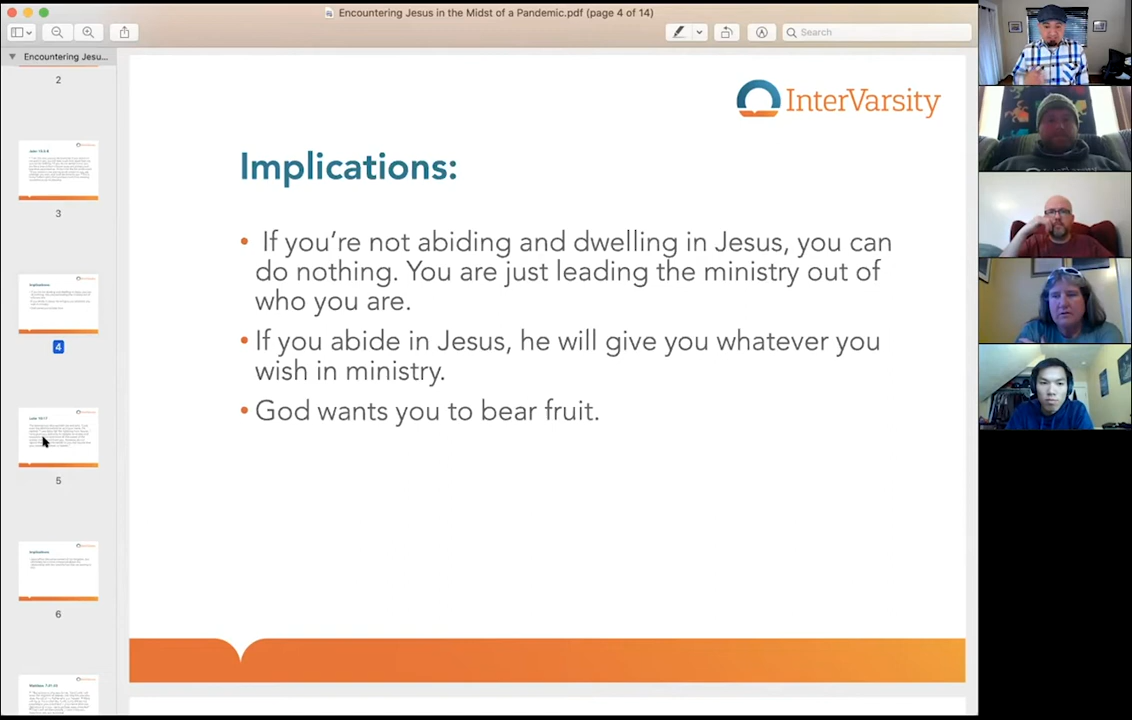 Encountering Jesus in the Midst of a Pandemic.pdf (page 4 of 14)
Search
Encountering Jesu...
2
3
Implications
4
5
Implications
6
InterVarsity
Implications:
• If you’re not abiding and dwelling in Jesus, you can
do nothing. You are just leading the ministry out of
who you are.
• If you abide in Jesus, he will give you whatever you
wish in ministry.
• God wants you to bear fruit.